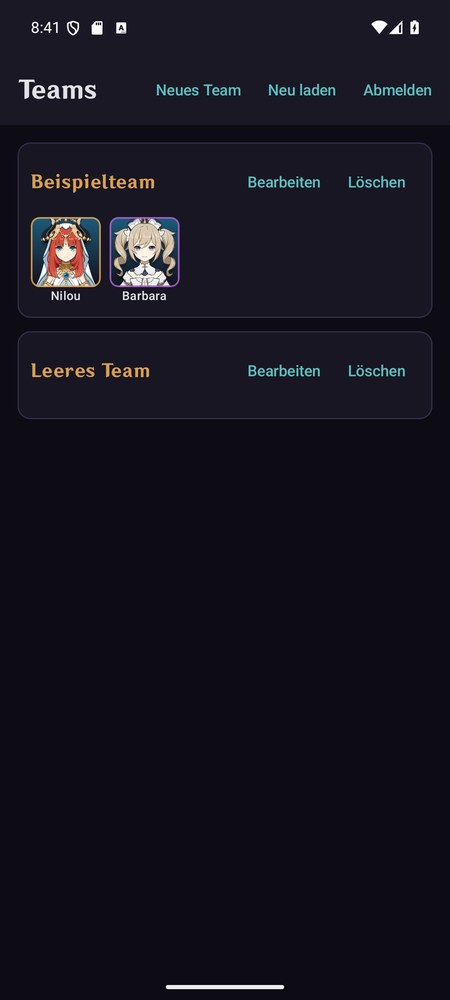 8:41
Teams Neues Team Neu laden Abmelden
Beispielteam Bearbeiten Löschen
Nilou Barbara
Leeres Team Bearbeiten Löschen